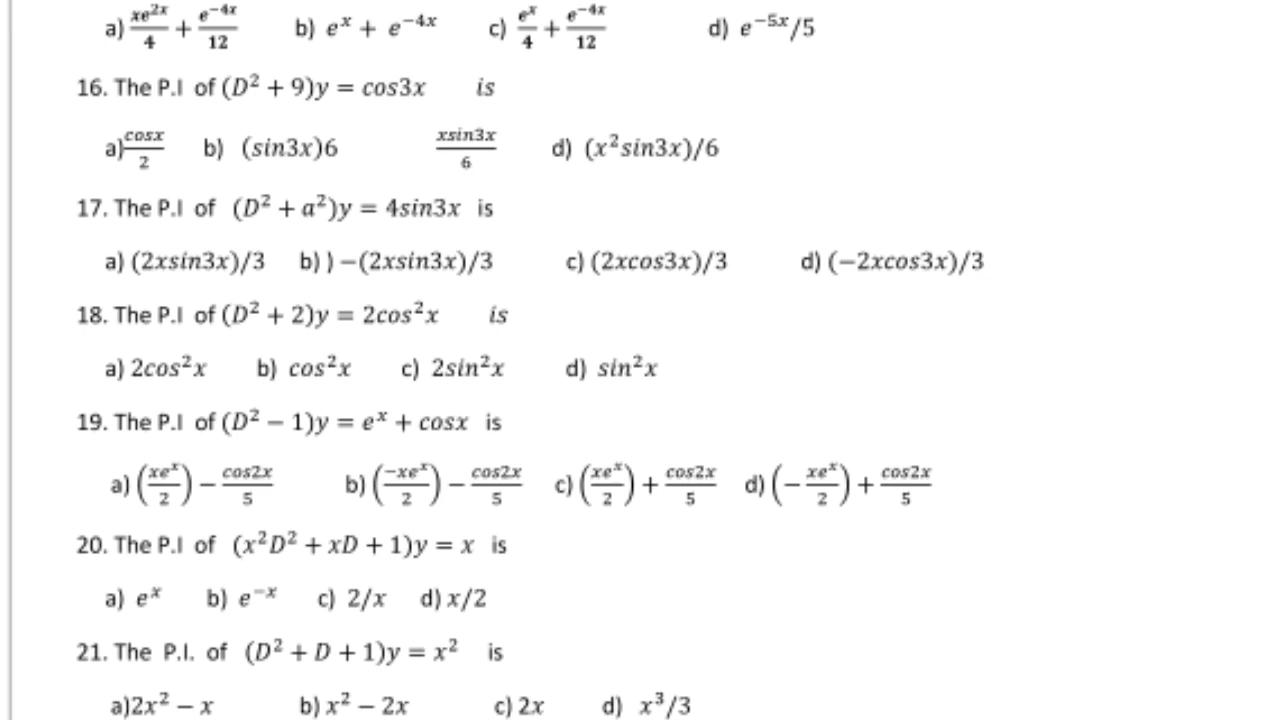 a) xe^{2x}/4 + e^{-4x}/12 b) e^x + e^{-4x} c) e^x/4 + e^{-4x}/12 d) e^{-5x}/5
16. The P.I of (D² + 9)y = cos3x is
a) cosx/2 b) (sin3x)6 xsin3x/6 d) (x²sin3x)/6
17. The P.I of (D² + a²)y = 4sin3x is
a) (2xsin3x)/3 b) ) −(2xsin3x)/3 c) (2xcos3x)/3 d) (−2xcos3x)/3
18. The P.I of (D² + 2)y = 2cos²x is
a) 2cos²x b) cos²x c) 2sin²x d) sin²x
19. The P.I of (D² − 1)y = e^x + cosx is
a) (xe^x/2) − cos2x/5 b) (−xe^x/2) − cos2x/5 c) (xe^x/2) + cos2x/5 d) (− xe^x/2) + cos2x/5
20. The P.I of (x²D² + xD + 1)y = x is
a) e^x b) e^{−x} c) 2/x d) x/2
21. The P.I. of (D² + D + 1)y = x² is
a)2x² − x b) x² − 2x c) 2x d) x³/3